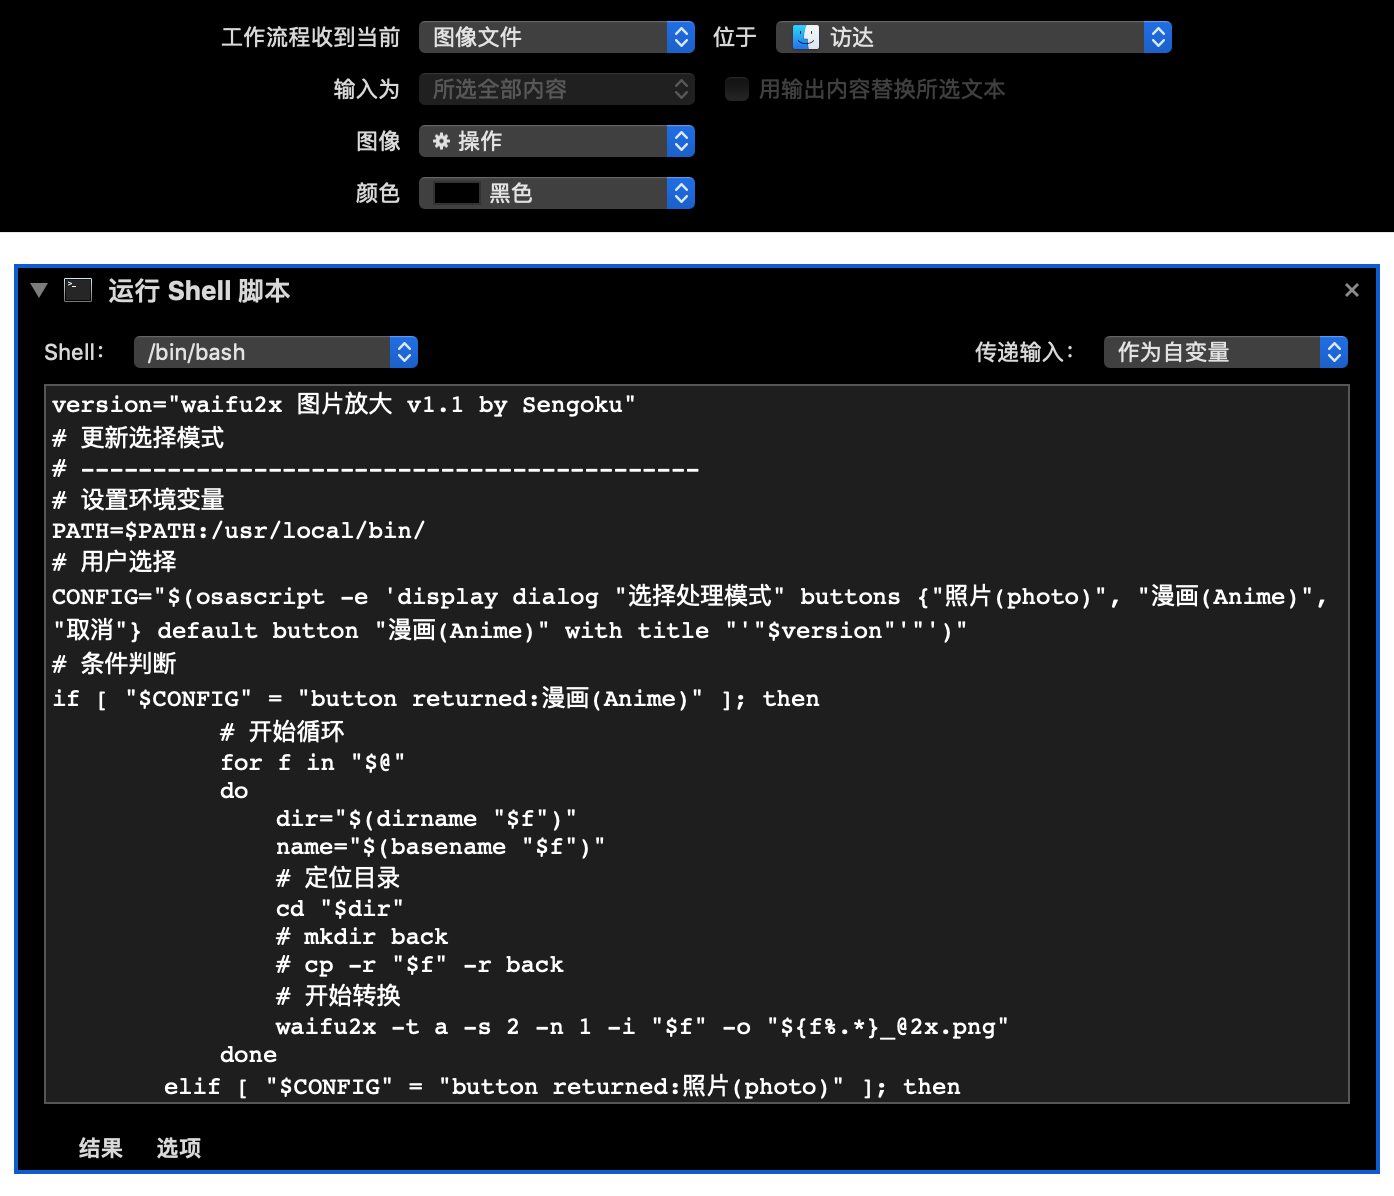 工作流程收到当前 图像文件 位于 访达
输入为 所选全部内容 用输出内容替换所选文本
图像 操作
颜色 黑色
运行 Shell 脚本
Shell: /bin/bash 传递输入： 作为自变量
version="waifu2x 图片放大 v1.1 by Sengoku"
# 更新选择模式
# -------------------------------------------
# 设置环境变量
PATH=$PATH:/usr/local/bin/
# 用户选择
CONFIG="$(osascript -e 'display dialog "选择处理模式" buttons {"照片(photo)", "漫画(Anime)",
"取消"} default button "漫画(Anime)" with title "'"$version"'"')"
# 条件判断
if [ "$CONFIG" = "button returned:漫画(Anime)" ]; then
# 开始循环
for f in "$@"
do
dir="$(dirname "$f")"
name="$(basename "$f")"
# 定位目录
cd "$dir"
# mkdir back
# cp -r "$f" -r back
# 开始转换
waifu2x -t a -s 2 -n 1 -i "$f" -o "${f%.*}_@2x.png"
done
elif [ "$CONFIG" = "button returned:照片(photo)" ]; then
结果 选项